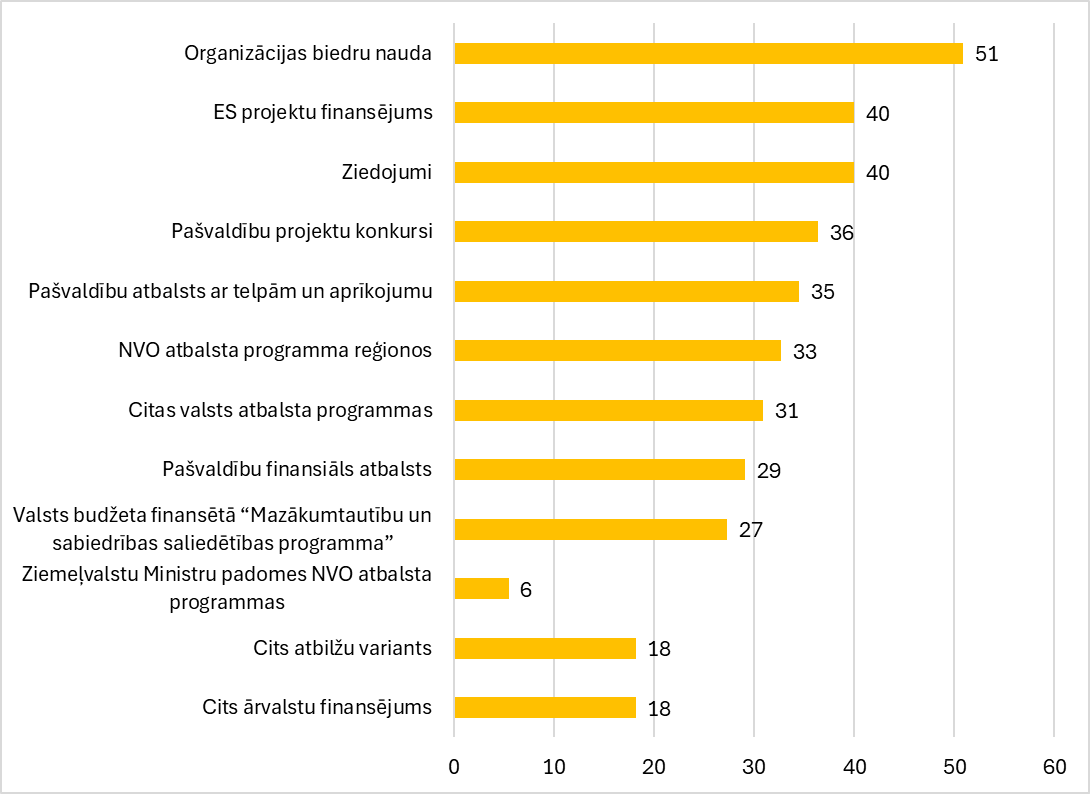 Organizācijas biedru nauda 51
ES projektu finansējums 40
Ziedojumi 40
Pašvaldību projektu konkursi 36
Pašvaldību atbalsts ar telpām un aprīkojumu 35
NVO atbalsta programma reģionos 33
Citas valsts atbalsta programmas 31
Pašvaldību finansiāls atbalsts 29
Valsts budžeta finansētā “Mazākumtautību un
sabiedrības saliedētības programma” 27
Ziemeļvalstu Ministru padomes NVO atbalsta
programmas 6
Cits atbilžu variants 18
Cits ārvalstu finansējums 18
0 10 20 30 40 50 60